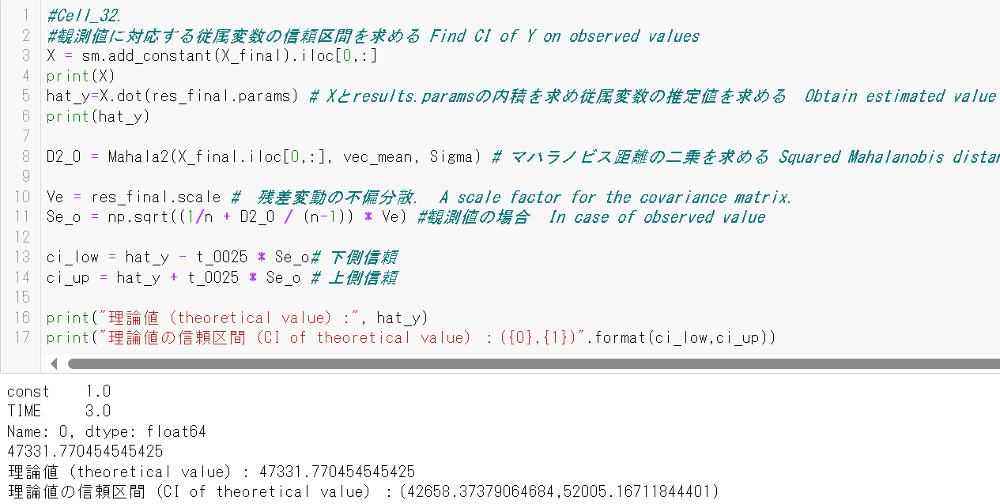 1 #Cell_32.
2 #観測値に対応する従属変数の信頼区間を求める Find CI of Y on observed values
3 X = sm.add_constant(X_final).iloc[0,:]
4 print(X)
5 hat_y=X.dot(res_final.params) # Xとresults.paramsの内積を求め従属変数の推定値を求める Obtain estimated value
6 print(hat_y)
7
8 D2_0 = Mahala2(X_final.iloc[0,:], vec_mean, Sigma) # マハラノビス距離の二乗を求める Squared Mahalanobis distan
9
10 Ve = res_final.scale # 残差変動の不偏分散. A scale factor for the covariance matrix.
11 Se_o = np.sqrt((1/n + D2_0 / (n-1)) * Ve) #観測値の場合 In case of observed value
12
13 ci_low = hat_y - t_0025 * Se_o# 下側信頼
14 ci_up = hat_y + t_0025 * Se_o # 上側信頼
15
16 print("理論値 (theoretical value) :", hat_y)
17 print("理論値の信頼区間 (CI of theoretical value) : ({0},{1})".format(ci_low,ci_up))
const 1.0
TIME 3.0
Name: 0, dtype: float64
47331.770454545425
理論値 (theoretical value) : 47331.770454545425
理論値の信頼区間 (CI of theoretical value) : (42658.37379064684,52005.16711844401)